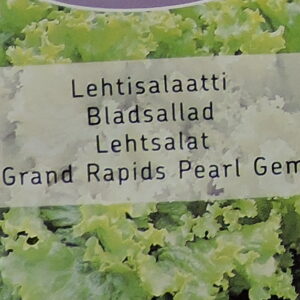 Lehtisalaatti
Bladsallad
Lehtsalat
Grand Rapids Pearl Gem